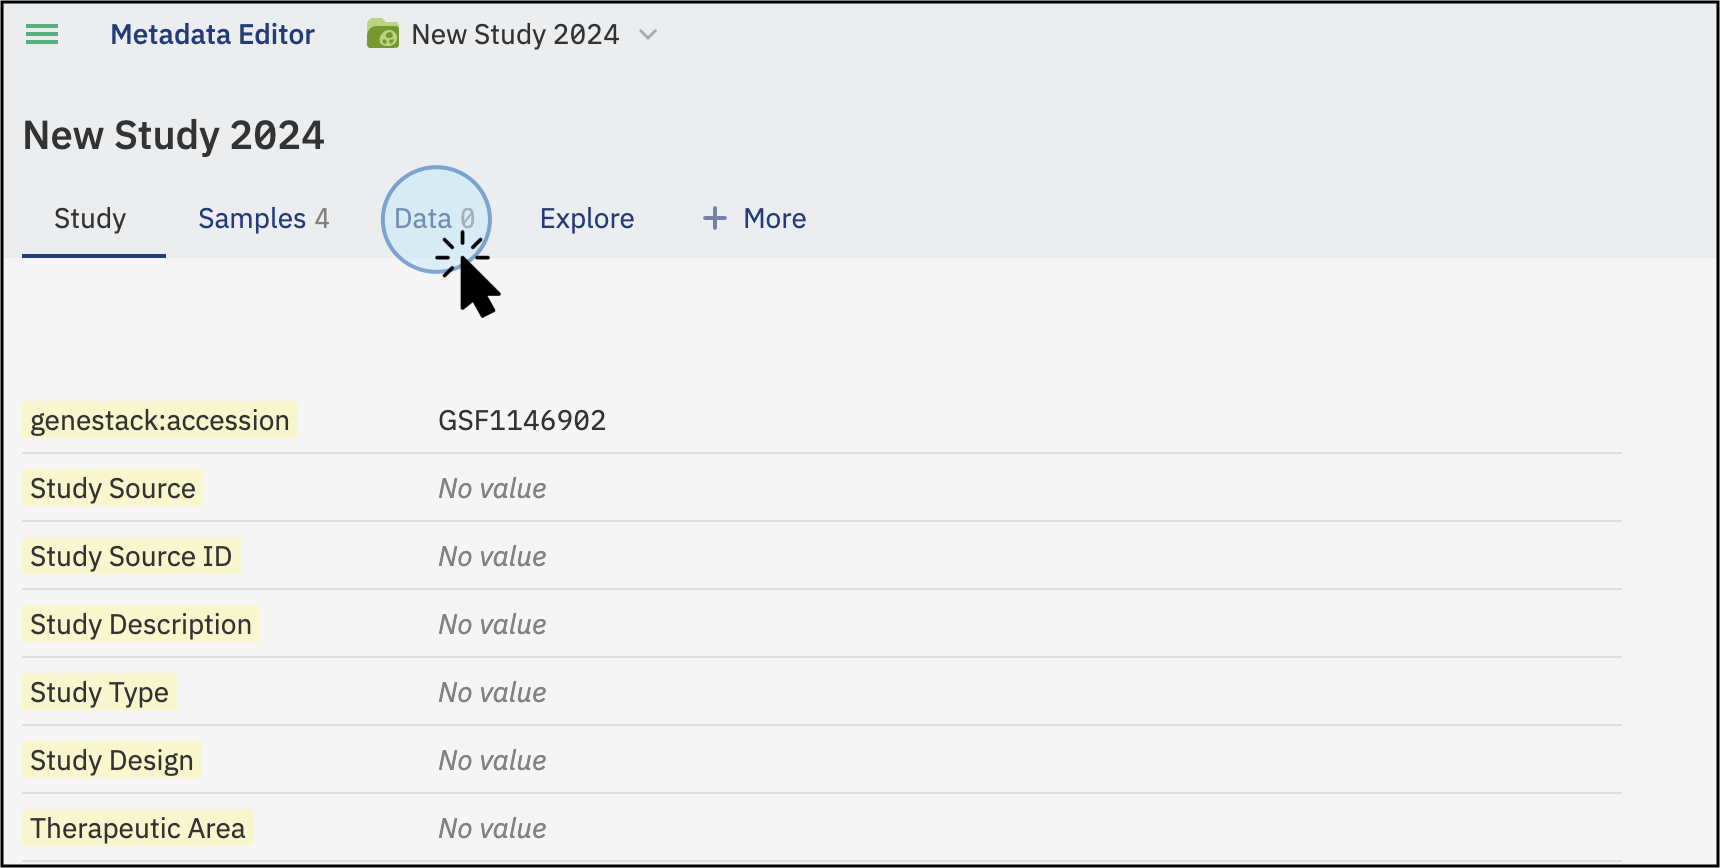 Metadata Editor New Study 2024
New Study 2024
Study Samples 4 Data 0 Explore + More
genestack:accession GSF1146902
Study Source No value
Study Source ID No value
Study Description No value
Study Type No value
Study Design No value
Therapeutic Area No value